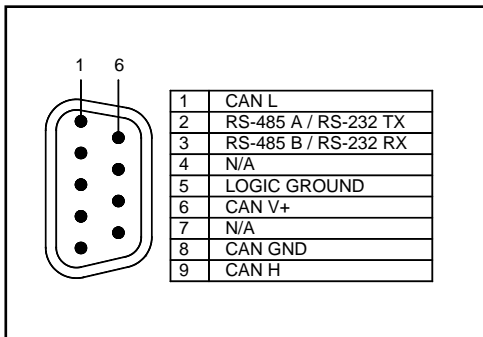 1 6
1 CAN L
2 RS-485 A / RS-232 TX
3 RS-485 B / RS-232 RX
4 N/A
5 LOGIC GROUND
6 CAN V+
7 N/A
8 CAN GND
9 CAN H